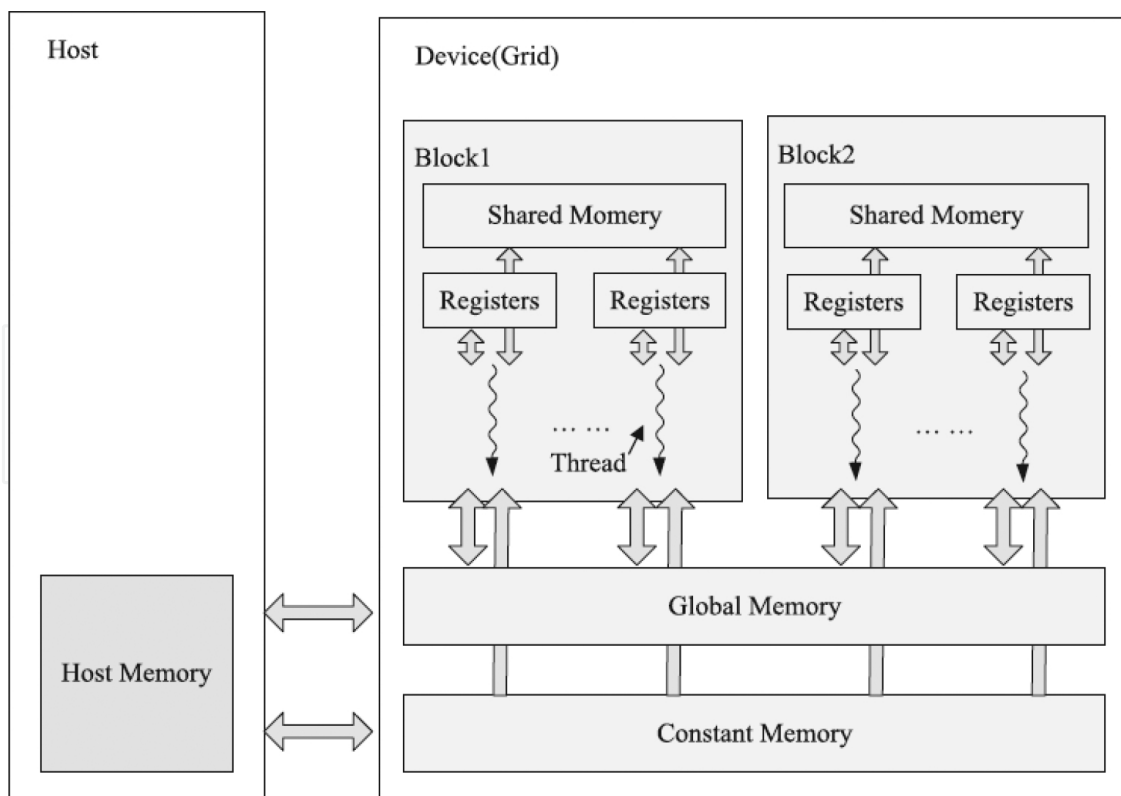 Host
Device(Grid)
Block1
Block2
Shared Momery
Shared Momery
Registers
Registers
Registers
Registers
... ...
... ...
Thread
Global Memory
Host Memory
Constant Memory